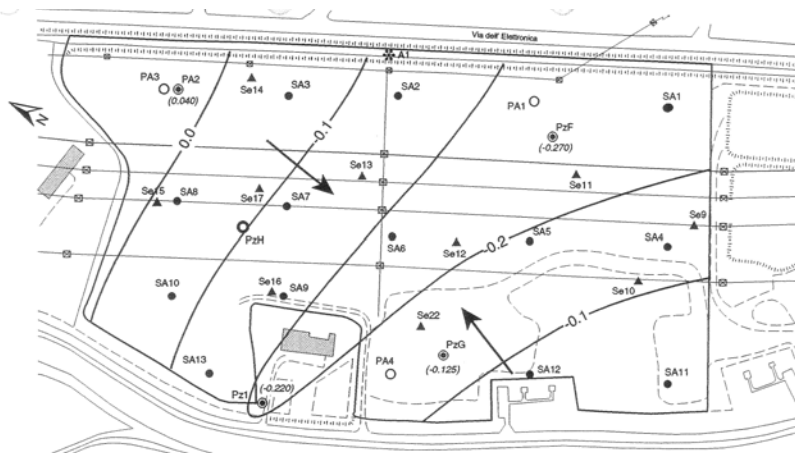 Via dell' Elettronica
A1
PA3
PA2
(0.040)
Se14
SA3
SA2
PA1
SA1
PzF
(-0.270)
N
0.0
-0.1
Se13
Se11
Se15
SA8
Se17
SA7
PzH
SA6
Se12
-0.2
SA5
SA4
Se9
SA10
Se16
SA9
Se10
Se22
-0.1
PzG
(-0.125)
SA13
PA4
SA12
SA11
Pz1
(-0.220)